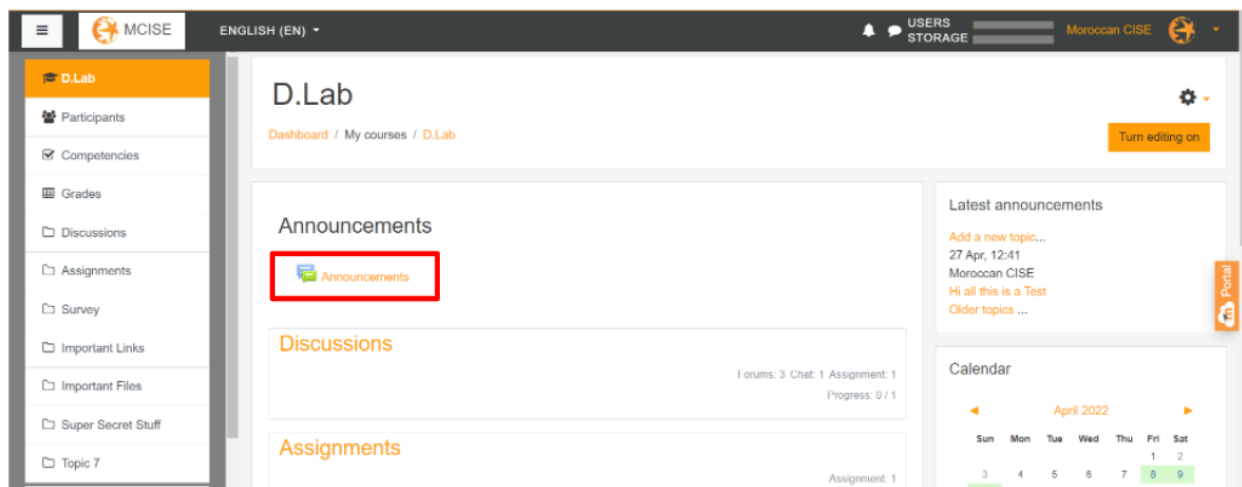 MCISE
ENGLISH (EN)
USERS
STORAGE
Moroccan CISE
D.Lab
Participants
Competencies
Grades
Discussions
Assignments
Survey
Important Links
Important Files
Super Secret Stuff
Topic 7
D.Lab
Dashboard / My courses / D.Lab
Turn editing on
Announcements
Announcements
Discussions
Forums: 3 Chat: 1 Assignment: 1
Progress: 0 / 1
Assignments
Assignment: 1
Latest announcements
Add a new topic...
27 Apr, 12:41
Moroccan CISE
Hi all this is a Test
Older topics ...
Portal
Calendar
◄ April 2022 ►
Sun Mon Tue Wed Thu Fri Sat
1 2
3 4 5 6 7 8 9